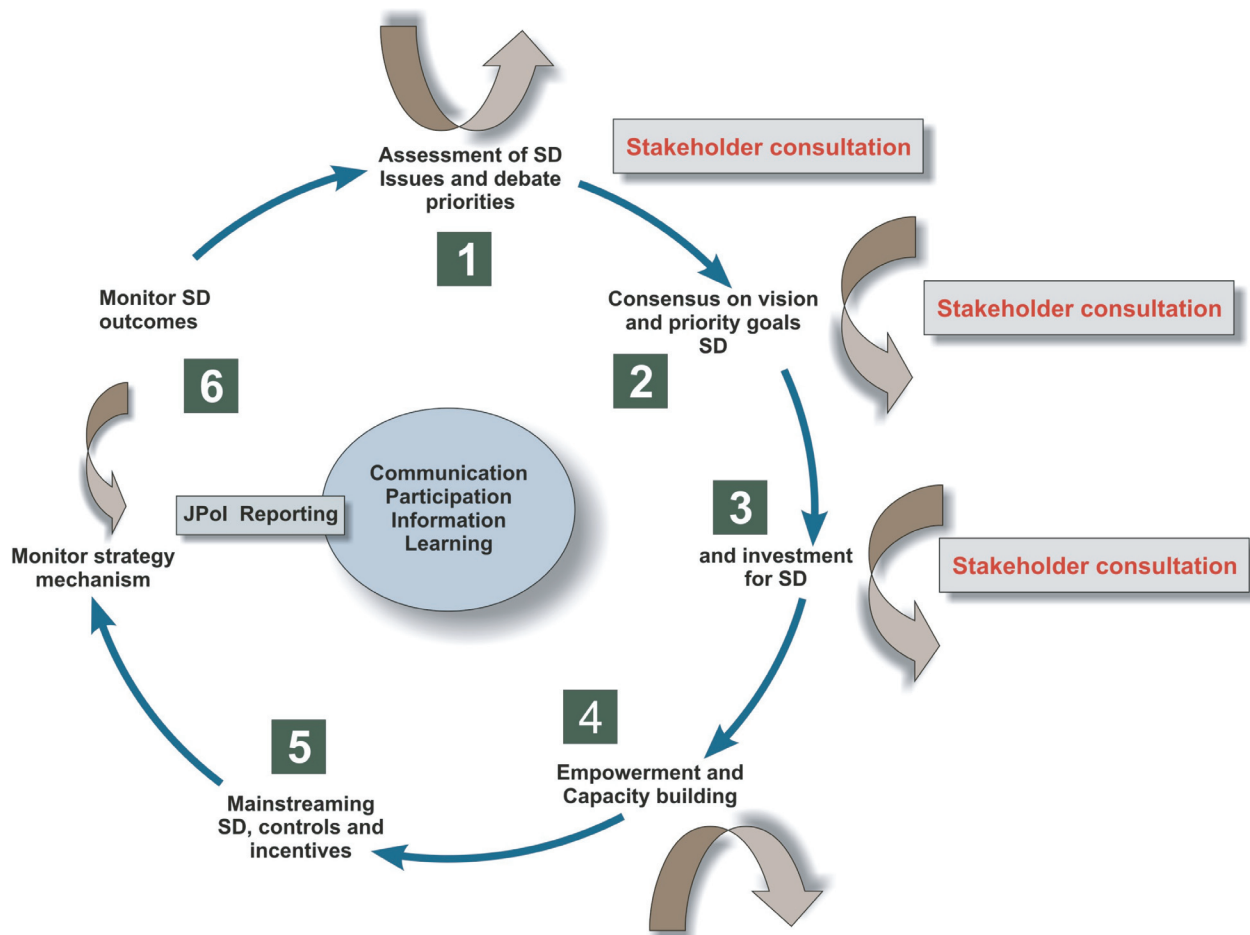 Assessment of SD
Issues and debate
priorities
1
Stakeholder consultation
Consensus on vision
and priority goals
SD
2
Stakeholder consultation
3
and investment
for SD
Stakeholder consultation
4
Empowerment and
Capacity building
5
Mainstreaming
SD, controls and
incentives
Monitor strategy
mechanism
6
Monitor SD
outcomes
JPoI Reporting
Communication
Participation
Information
Learning